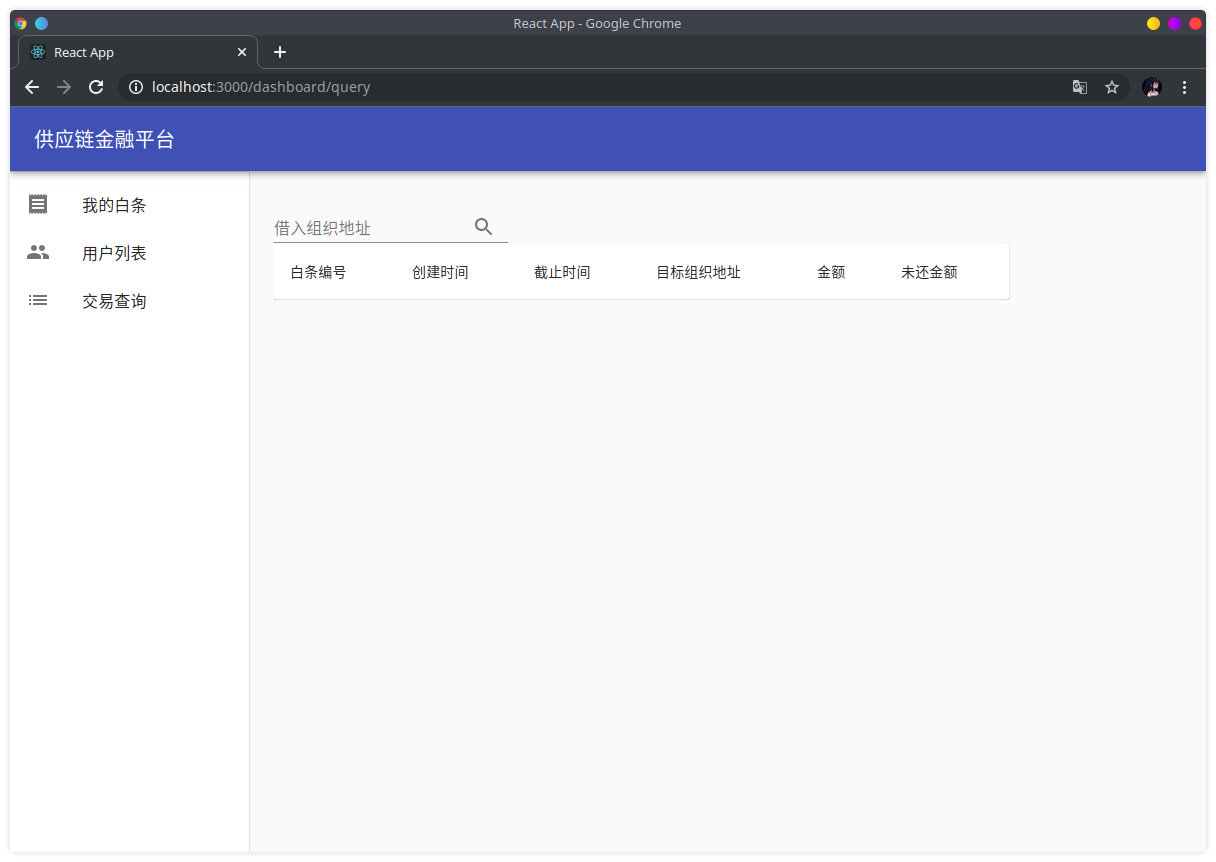 React App - Google Chrome
React App
localhost:3000/dashboard/query
供应链金融平台
我的白条
用户列表
交易查询
借入组织地址
白条编号 创建时间 截止时间 目标组织地址 金额 未还金额